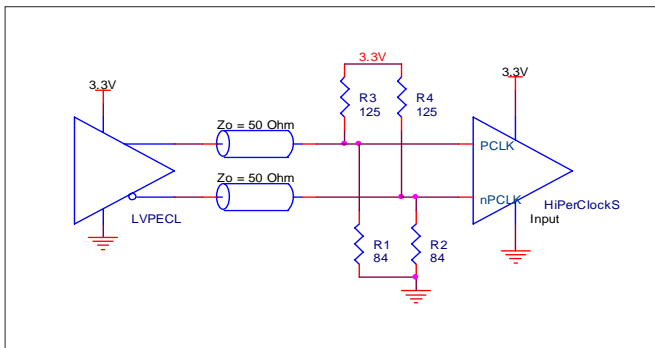 3.3V
3.3V
3.3V
R3
125
R4
125
Zo = 50 Ohm
PCLK
Zo = 50 Ohm
nPCLK
HiPerClockS
Input
LVPECL
R1
84
R2
84